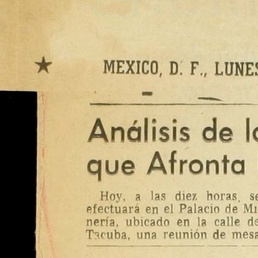 ★ MEXICO, D. F., LUNES
Análisis de l
que Afronta
Hoy, a las diez horas, se
efectuará en el Palacio de Mi
nería, ubicado en la calle de
Tacuba, una reunión de mesa